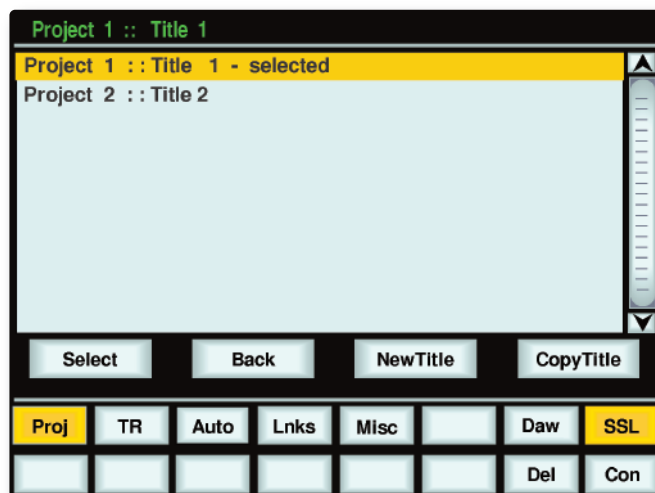 Project 1 :: Title 1
Project 1 :: Title 1 - selected
Project 2 :: Title 2
Select Back NewTitle CopyTitle
Proj TR Auto Lnks Misc Daw SSL
Del Con